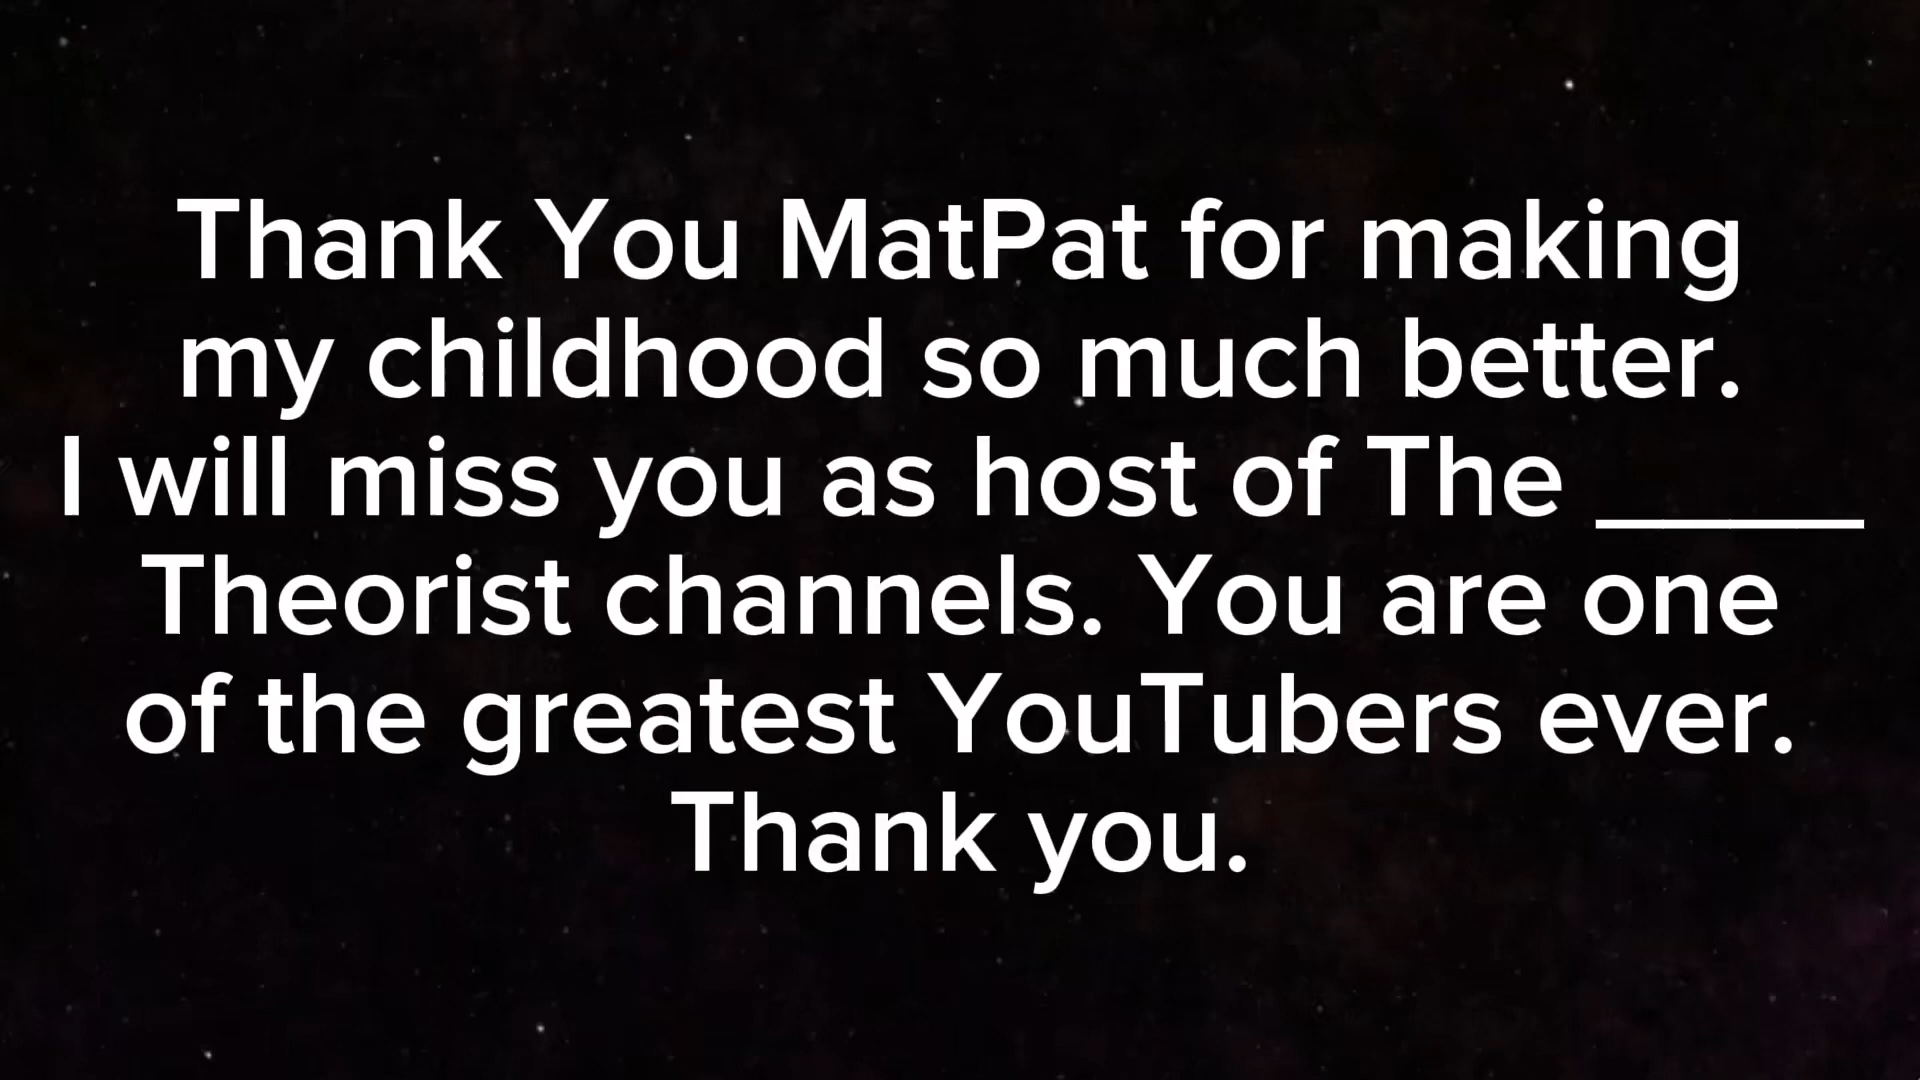 Thank You MatPat for making
my childhood so much better.
I will miss you as host of The ____
Theorist channels. You are one
of the greatest YouTubers ever.
Thank you.